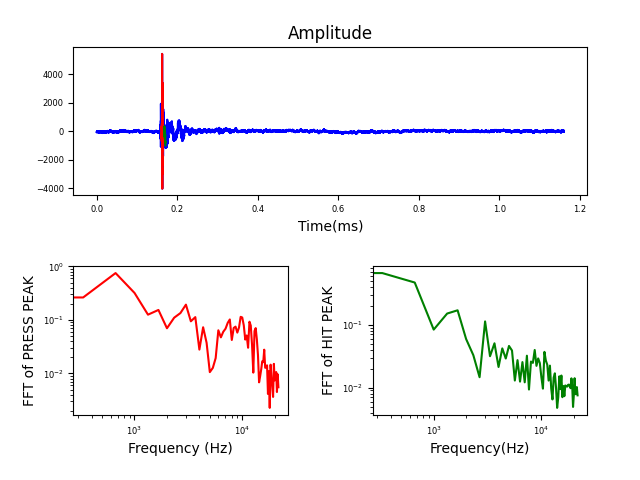 Amplitude
4000
2000
0
−2000
−4000
0.0 0.2 0.4 0.6 0.8 1.0 1.2
Time(ms)
FFT of PRESS PEAK
10⁰
10⁻¹
10⁻²
10³ 10⁴
Frequency (Hz)
FFT of HIT PEAK
10⁻¹
10⁻²
10³ 10⁴
Frequency(Hz)